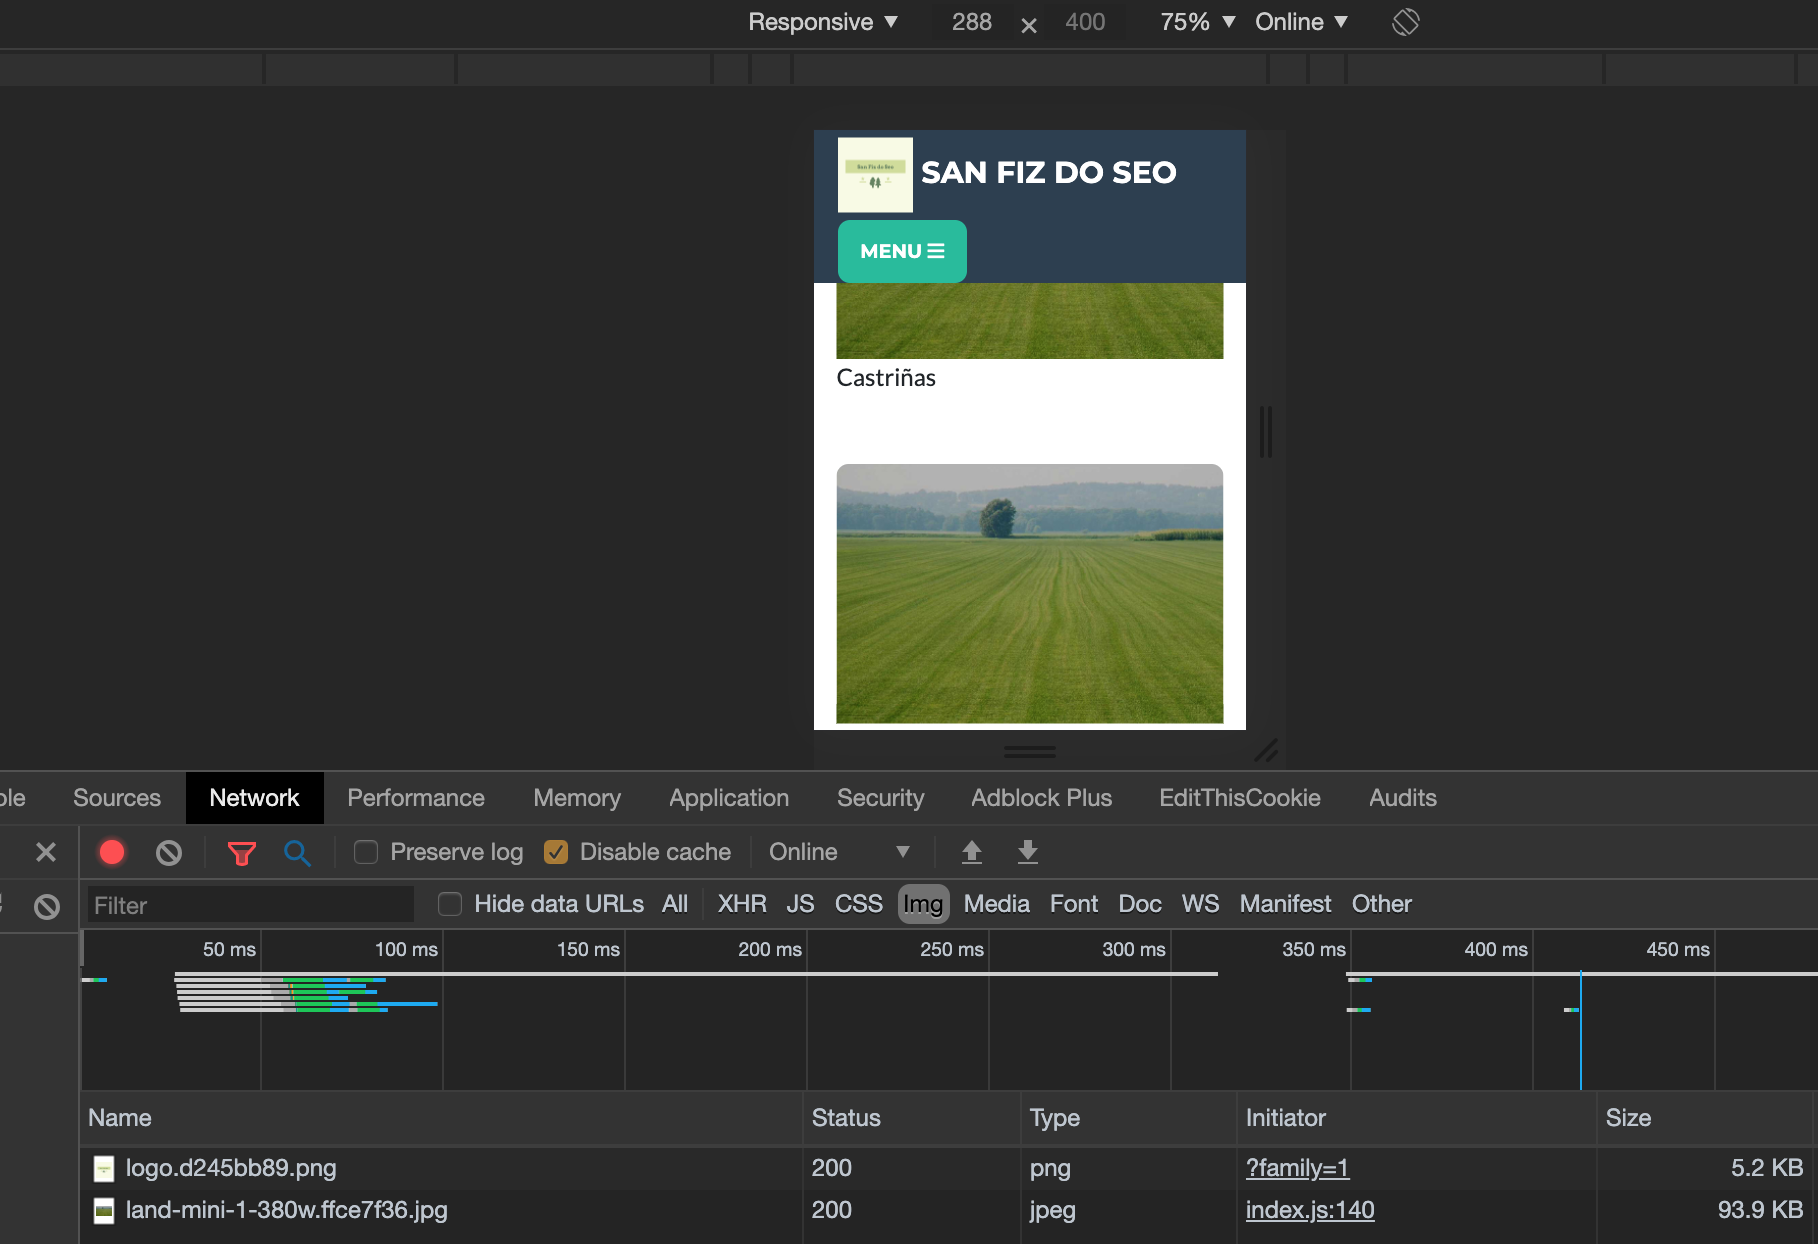 Responsive ▼ 288 × 400 75% ▼ Online ▼
San Fiz do Seo
SAN FIZ DO SEO
MENU
Castriñas
Sources Network Performance Memory Application Security Adblock Plus EditThisCookie Audits
Preserve log Disable cache Online ▼
Filter Hide data URLs All XHR JS CSS Img Media Font Doc WS Manifest Other
50 ms 100 ms 150 ms 200 ms 250 ms 300 ms 350 ms 400 ms 450 ms
Name Status Type Initiator Size
logo.d245bb89.png 200 png ?family=1 5.2 KB
land-mini-1-380w.ffce7f36.jpg 200 jpeg index.js:140 93.9 KB